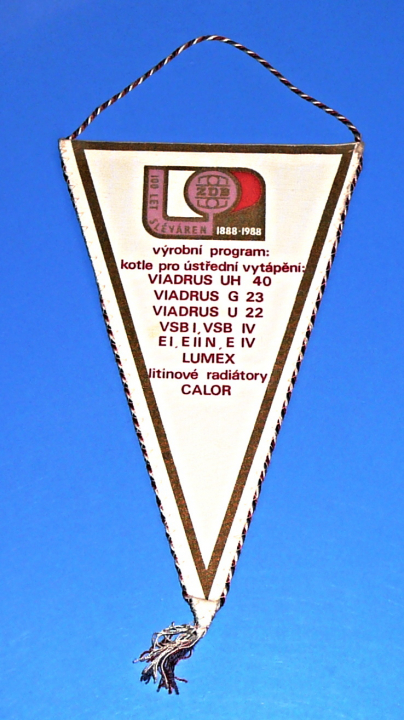 100 LET SLÉVÁREN
ZDB
1888-1988
výrobní program:
kotle pro ústřední vytápění:
VIADRUS UH 40
VIADRUS G 23
VIADRUS U 22
VSB I, VSB IV
E I, E II N, E IV
LUMEX
litinové radiátory
CALOR